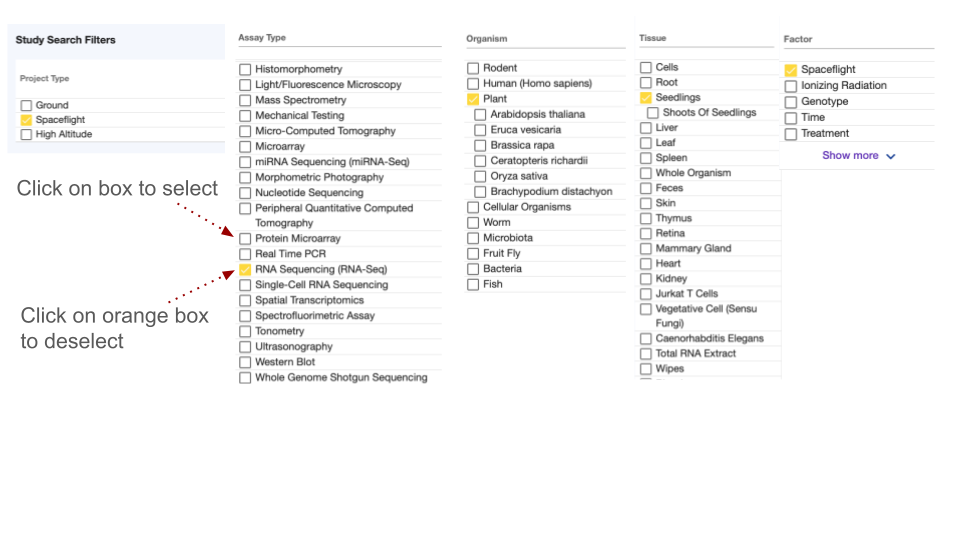 Study Search Filters
Project Type
Ground
Spaceflight
High Altitude
Click on box to select
Click on orange box
to deselect
Assay Type
Histomorphometry
Light/Fluorescence Microscopy
Mass Spectrometry
Mechanical Testing
Micro-Computed Tomography
Microarray
miRNA Sequencing (miRNA-Seq)
Morphometric Photography
Nucleotide Sequencing
Peripheral Quantitative Computed
Tomography
Protein Microarray
Real Time PCR
RNA Sequencing (RNA-Seq)
Single-Cell RNA Sequencing
Spatial Transcriptomics
Spectrofluorimetric Assay
Tonometry
Ultrasonography
Western Blot
Whole Genome Shotgun Sequencing
Organism
Rodent
Human (Homo sapiens)
Plant
Arabidopsis thaliana
Eruca vesicaria
Brassica rapa
Ceratopteris richardii
Oryza sativa
Brachypodium distachyon
Cellular Organisms
Worm
Microbiota
Fruit Fly
Bacteria
Fish
Tissue
Cells
Root
Seedlings
Shoots Of Seedlings
Liver
Leaf
Spleen
Whole Organism
Feces
Skin
Thymus
Retina
Mammary Gland
Heart
Kidney
Jurkat T Cells
Vegetative Cell (Sensu
Fungi)
Caenorhabditis Elegans
Total RNA Extract
Wipes
Factor
Spaceflight
Ionizing Radiation
Genotype
Time
Treatment
Show more